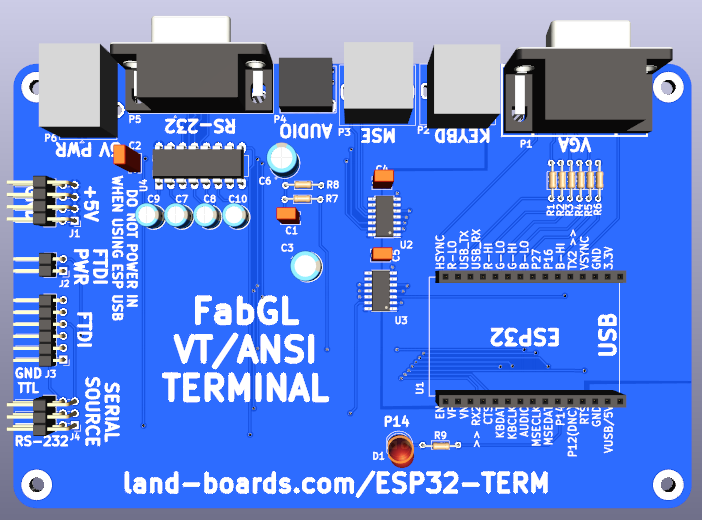 P6
5V PWR
P5
RS-232
P4
AUDIO
P3
MSE
P2
KEYBD
P1
VGA
C2
U1
C6
R8
R7
C9
C7
C8
C10
C1
C3
C4
U2
C5
U3
R1
R2
R3
R4
R5
R6
+5V
J1
DO NOT POWER IN
WHEN USING ESP USB
FTDI
PWR
J2
FTDI
J3
GND
TTL
SERIAL
SOURCE
RS-232
J4
FabGL
VT/ANSI
TERMINAL
HSYNC
R-LO
USB_TX
USB_RX
R-HI
G-LO
G-HI
B-LO
P27
P16
B-HI
TX2 >>
VSYNC
GND
3.3V
ESP32
USB
U1
EN
VP
VN
RX2 <<
CTS
KBDAT
KBCLK
AUDIO
MSECLK
MSEDAT
P14
P12(DNC)
RTS
GND
VUSB/5V
P14
D1
R9
land-boards.com/ESP32-TERM